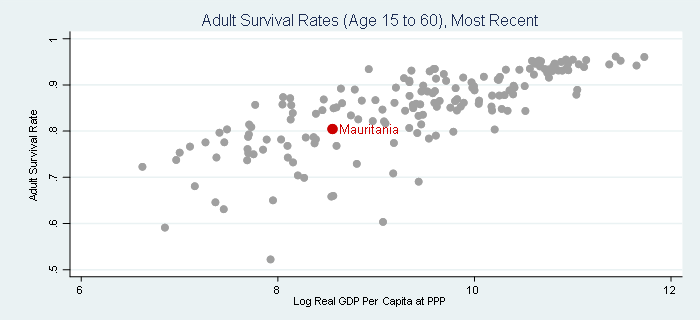 Adult Survival Rates (Age 15 to 60), Most Recent
Adult Survival Rate
1
.9
.8
.7
.6
.5
Mauritania
6
8
10
12
Log Real GDP Per Capita at PPP